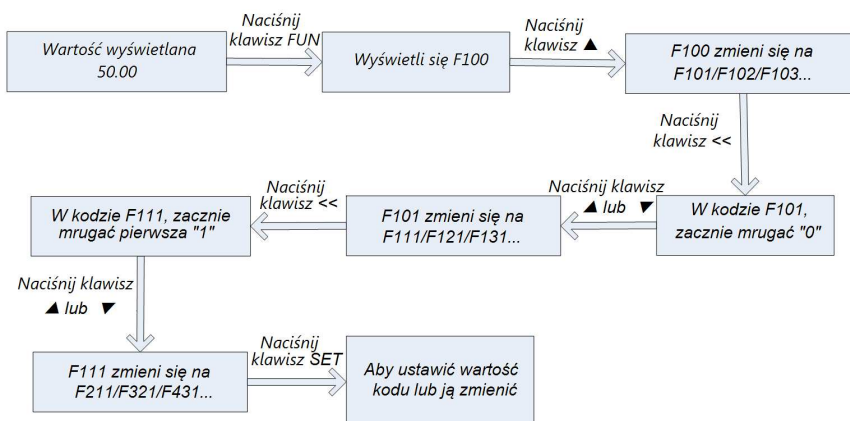 Wartość wyświetlana
50.00
Naciśnij
klawisz FUN
Wyświetli się F100
Naciśnij
klawisz ▲
F100 zmieni się na
F101/F102/F103...
Naciśnij
klawisz <<
W kodzie F101,
zacznie mrugać "0"
Naciśnij klawisz
▲ lub ▼
F101 zmieni się na
F111/F121/F131...
Naciśnij
klawisz <<
W kodzie F111, zacznie
mrugać pierwsza "1"
Naciśnij klawisz
▲ lub ▼
F111 zmieni się na
F211/F321/F431...
Naciśnij
klawisz SET
Aby ustawić wartość
kodu lub ją zmienić